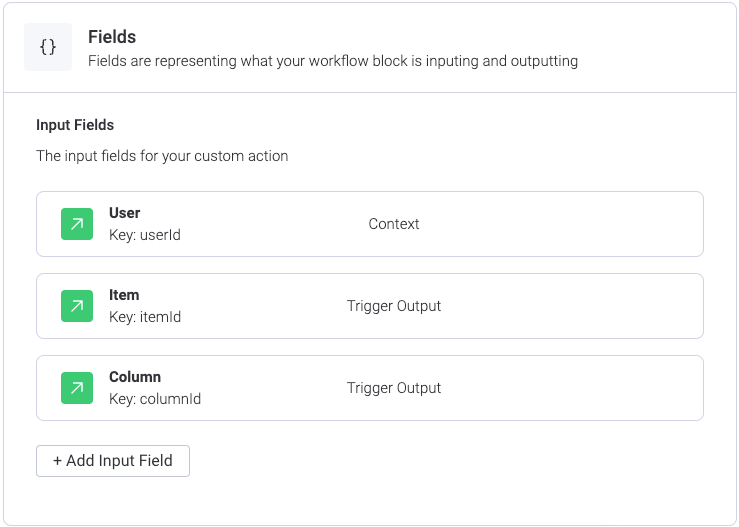 {}
Fields
Fields are representing what your workflow block is inputing and outputting
Input Fields
The input fields for your custom action
User
Key: userId
Context
Item
Key: itemId
Trigger Output
Column
Key: columnId
Trigger Output
+ Add Input Field